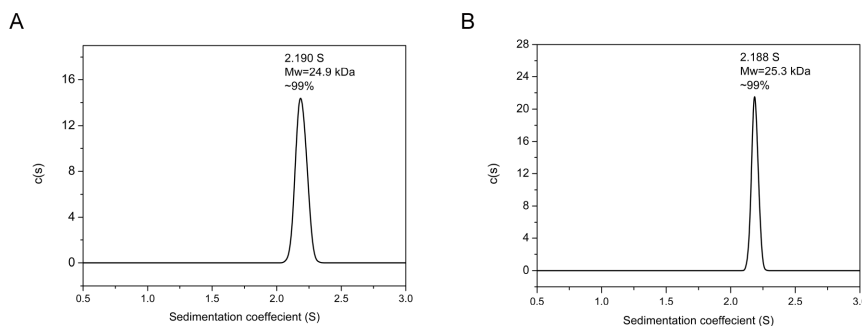 A
2.190 S
Mw=24.9 kDa
~99%
16
12
8
4
0
c(s)
0.5 1.0 1.5 2.0 2.5 3.0
Sedimentation coeffecient (S)
B
2.188 S
Mw=25.3 kDa
~99%
28
24
20
16
12
8
4
0
c(s)
0.5 1.0 1.5 2.0 2.5 3.0
Sedimentation coeffecient (S)